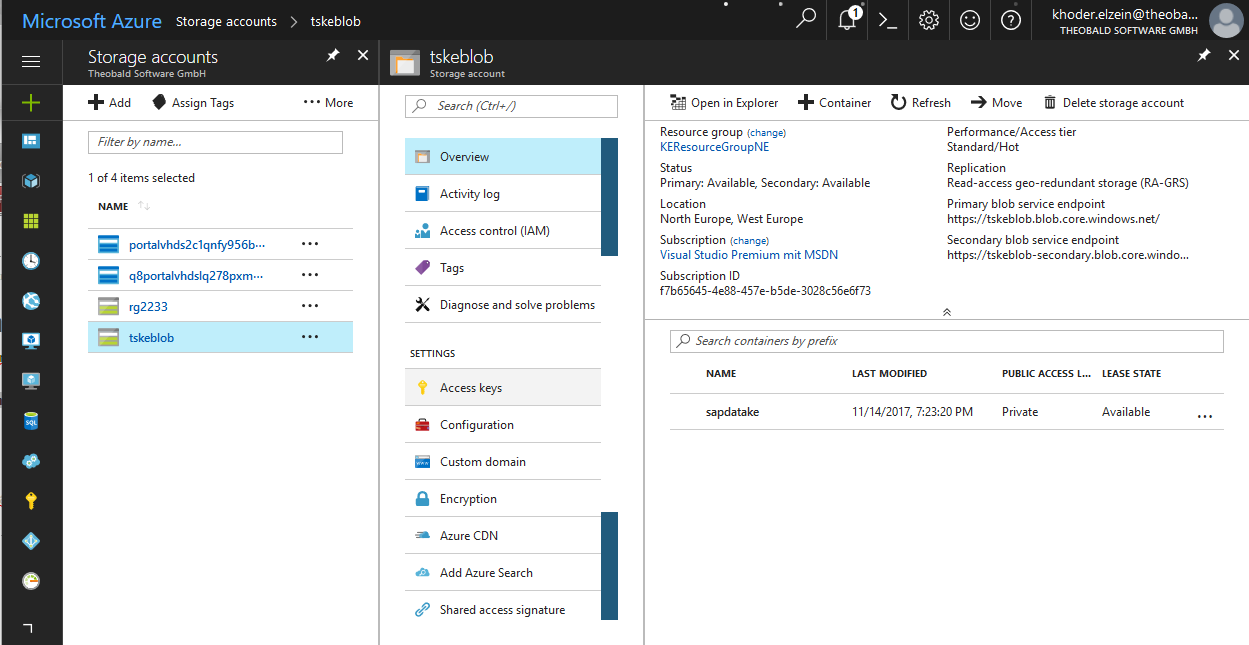 Microsoft Azure Storage accounts > tskeblob
1
khoder.elzein@theoba...
THEOBALD SOFTWARE GMBH
Storage accounts
Theobald Software GmbH
Add Assign Tags ··· More
Filter by name...
1 of 4 items selected
NAME
portalvhds2c1qnfy956b···
q8portalvhdslq278pxm···
rg2233
tskeblob
tskeblob
Storage account
Search (Ctrl+/)
Overview
Activity log
Access control (IAM)
Tags
Diagnose and solve problems
SETTINGS
Access keys
Configuration
Custom domain
Encryption
Azure CDN
Add Azure Search
Shared access signature
Open in Explorer Container Refresh Move Delete storage account
Resource group (change)
KEResourceGroupNE
Status
Primary: Available, Secondary: Available
Location
North Europe, West Europe
Subscription (change)
Visual Studio Premium mit MSDN
Subscription ID
f7b65645-4e88-457e-b5de-3028c56e6f73
Performance/Access tier
Standard/Hot
Replication
Read-access geo-redundant storage (RA-GRS)
Primary blob service endpoint
https://tskeblob.blob.core.windows.net/
Secondary blob service endpoint
https://tskeblob-secondary.blob.core.windo...
Search containers by prefix
NAME LAST MODIFIED PUBLIC ACCESS L... LEASE STATE
sapdatake 11/14/2017, 7:23:20 PM Private Available ...